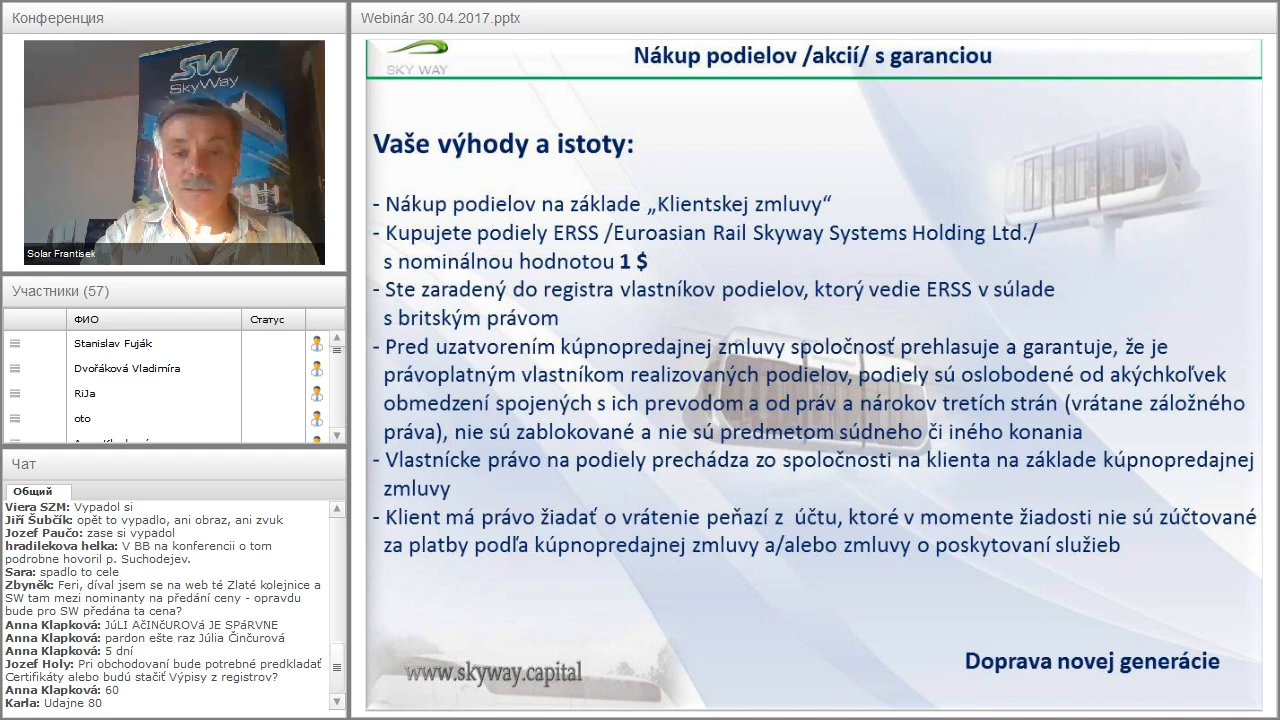 Конференция
SW
SkyWay
Solar Frantisek
Участники (57)
ФИО
Статус
Stanislav Fuják
Dvořáková Vladimíra
RiJa
oto
Чат
Общий
Viera SZM: Vypadol si
Jiří Šubčík: opět to vypadlo, ani obraz, ani zvuk
Jozef Paučo: zase si vypadol
hradilekova helka: V BB na konferencii o tom
podrobne hovoril p. Suchodejev.
Sara: spadlo to cele
Zbyněk: Feri, díval jsem se na web té Zlaté kolejnice a
SW tam mezi nominanty na předání ceny - opravdu
bude pro SW předána ta cena?
Anna Klapková: JúLI AčINčUROVá JE SPáRVNE
Anna Klapková: pardon ešte raz Júlia Činčurová
Anna Klapková: 5 dní
Jozef Holy: Pri obchodovaní bude potrebné predkladať
Certifikáty alebo budú stačiť Výpisy z registrov?
Anna Klapková: 60
Karla: Udajne 80
Webinár 30.04.2017.pptx
SKY WAY
Nákup podielov /akcií/ s garanciou
Vaše výhody a istoty:
- Nákup podielov na základe „Klientskej zmluvy“
- Kupujete podiely ERSS /Euroasian Rail Skyway Systems Holding Ltd./
s nominálnou hodnotou 1 $
- Ste zaradený do registra vlastníkov podielov, ktorý vedie ERSS v súlade
s britským právom
- Pred uzatvorením kúpnopredajnej zmluvy spoločnosť prehlasuje a garantuje, že je
právoplatným vlastníkom realizovaných podielov, podiely sú oslobodené od akýchkoľvek
obmedzení spojených s ich prevodom a od práv a nárokov tretích strán (vrátane záložného
práva), nie sú zablokované a nie sú predmetom súdneho či iného konania
- Vlastnícke právo na podiely prechádza zo spoločnosti na klienta na základe kúpnopredajnej
zmluvy
- Klient má právo žiadať o vrátenie peňazí z účtu, ktoré v momente žiadosti nie sú zúčtované
za platby podľa kúpnopredajnej zmluvy a/alebo zmluvy o poskytovaní služieb
www.skyway.capital
Doprava novej generácie